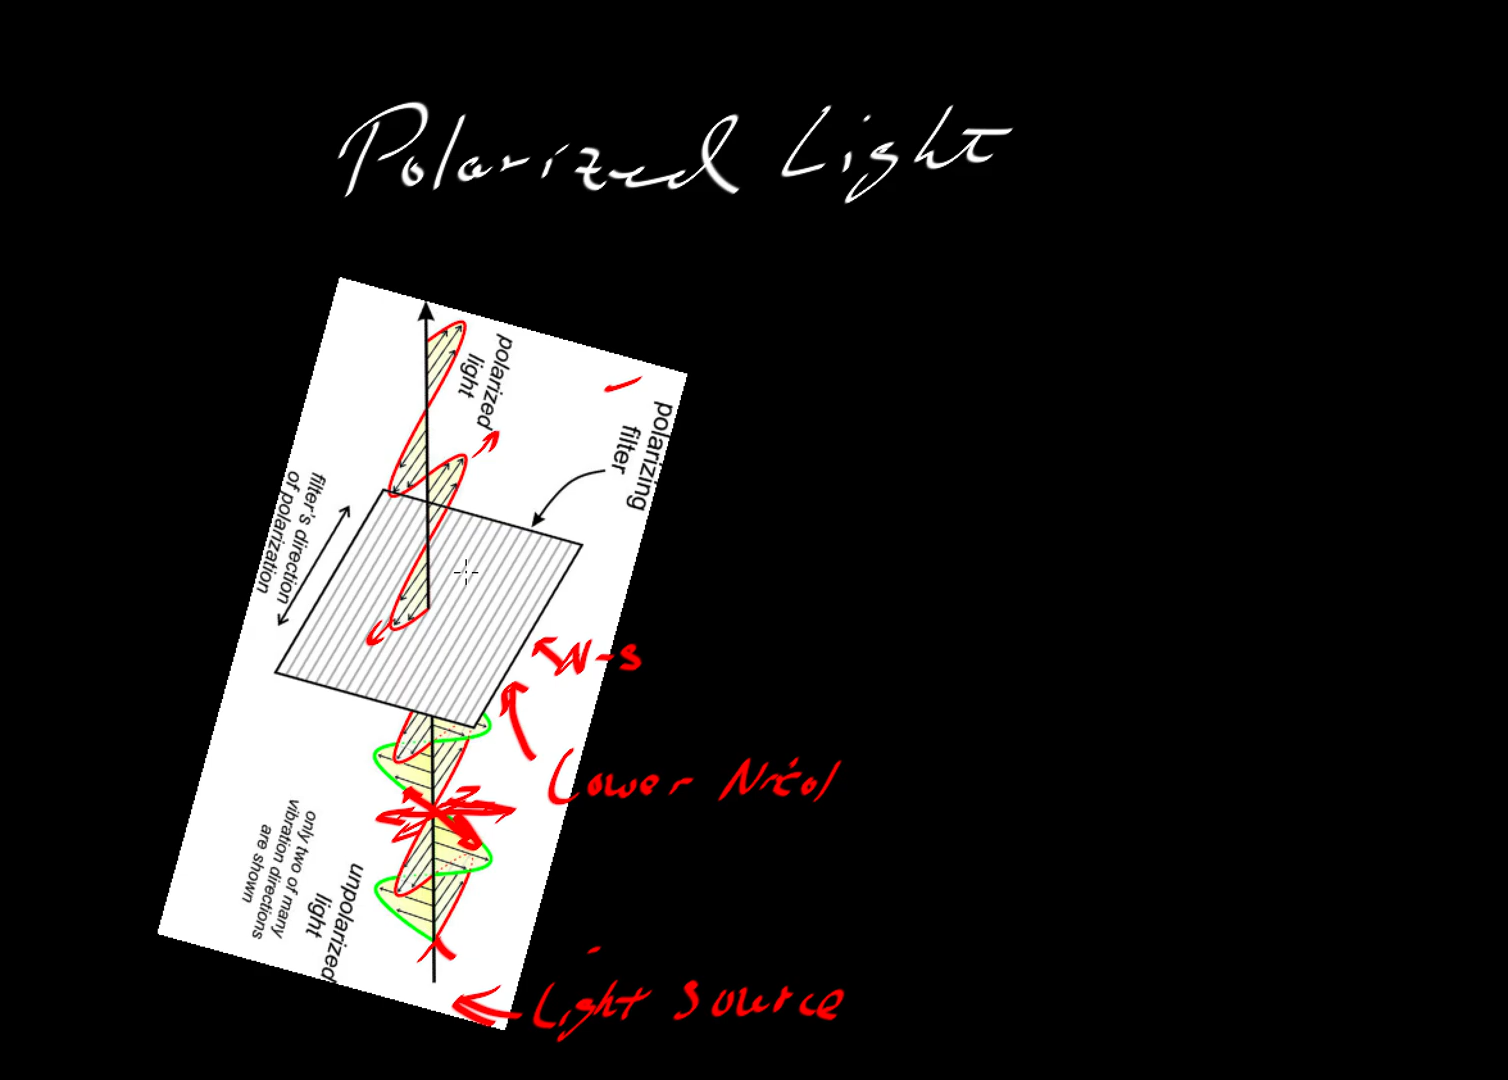 Polarized Light
polarized
light
polarizing
filter
filter's direction
of polarization
N-S
Lower Nicol
only two of many
vibration directions
are shown
unpolarized
light
Light Source